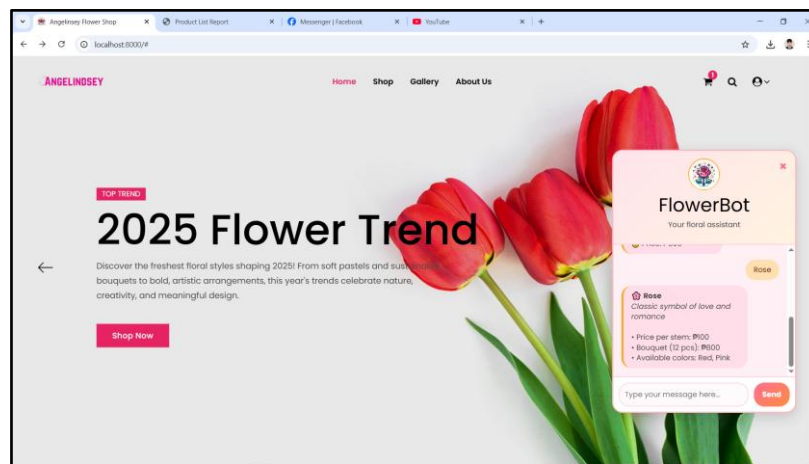 Angelinsey Flower Shop
Product List Report
Messenger | Facebook
YouTube
localhost:8000/#
ANGELINDSEY
Home Shop Gallery About Us
1
TOP TREND
2025 Flower Trend
Discover the freshest floral styles shaping 2025! From soft pastels and
bouquets to bold, artistic arrangements, this year's trends celebrate nature,
creativity, and meaningful design.
Shop Now
FlowerBot
Your floral assistant
Rose
Rose
Classic symbol of love and
romance
• Price per stem: ₱100
• Bouquet (12 pcs): ₱800
• Available colors: Red, Pink
Type your message here...
Send